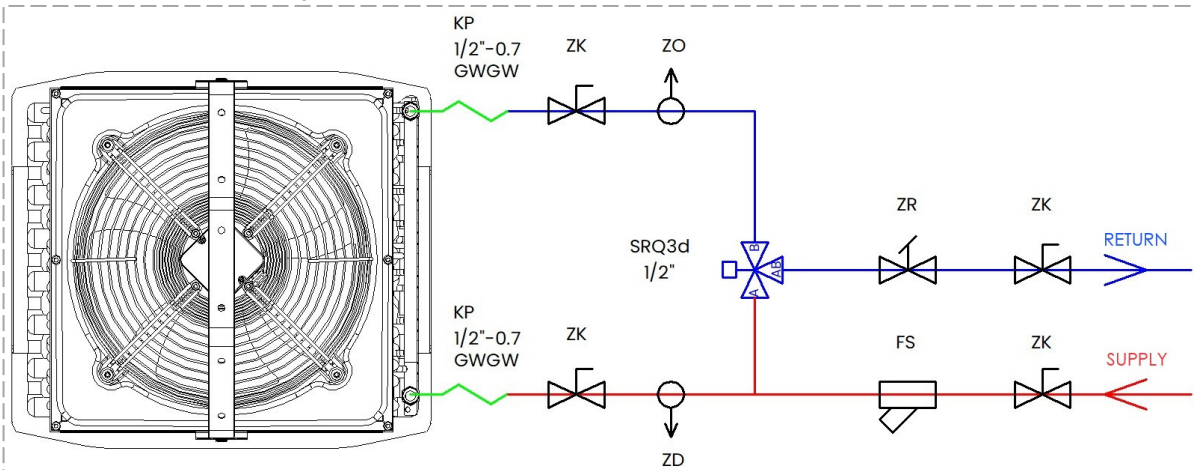 KP
1/2"-0.7
GWGW
ZK
ZO
SRQ3d
1/2"
B
AB
A
ZR
ZK
RETURN
KP
1/2"-0.7
GWGW
ZK
ZD
FS
ZK
SUPPLY